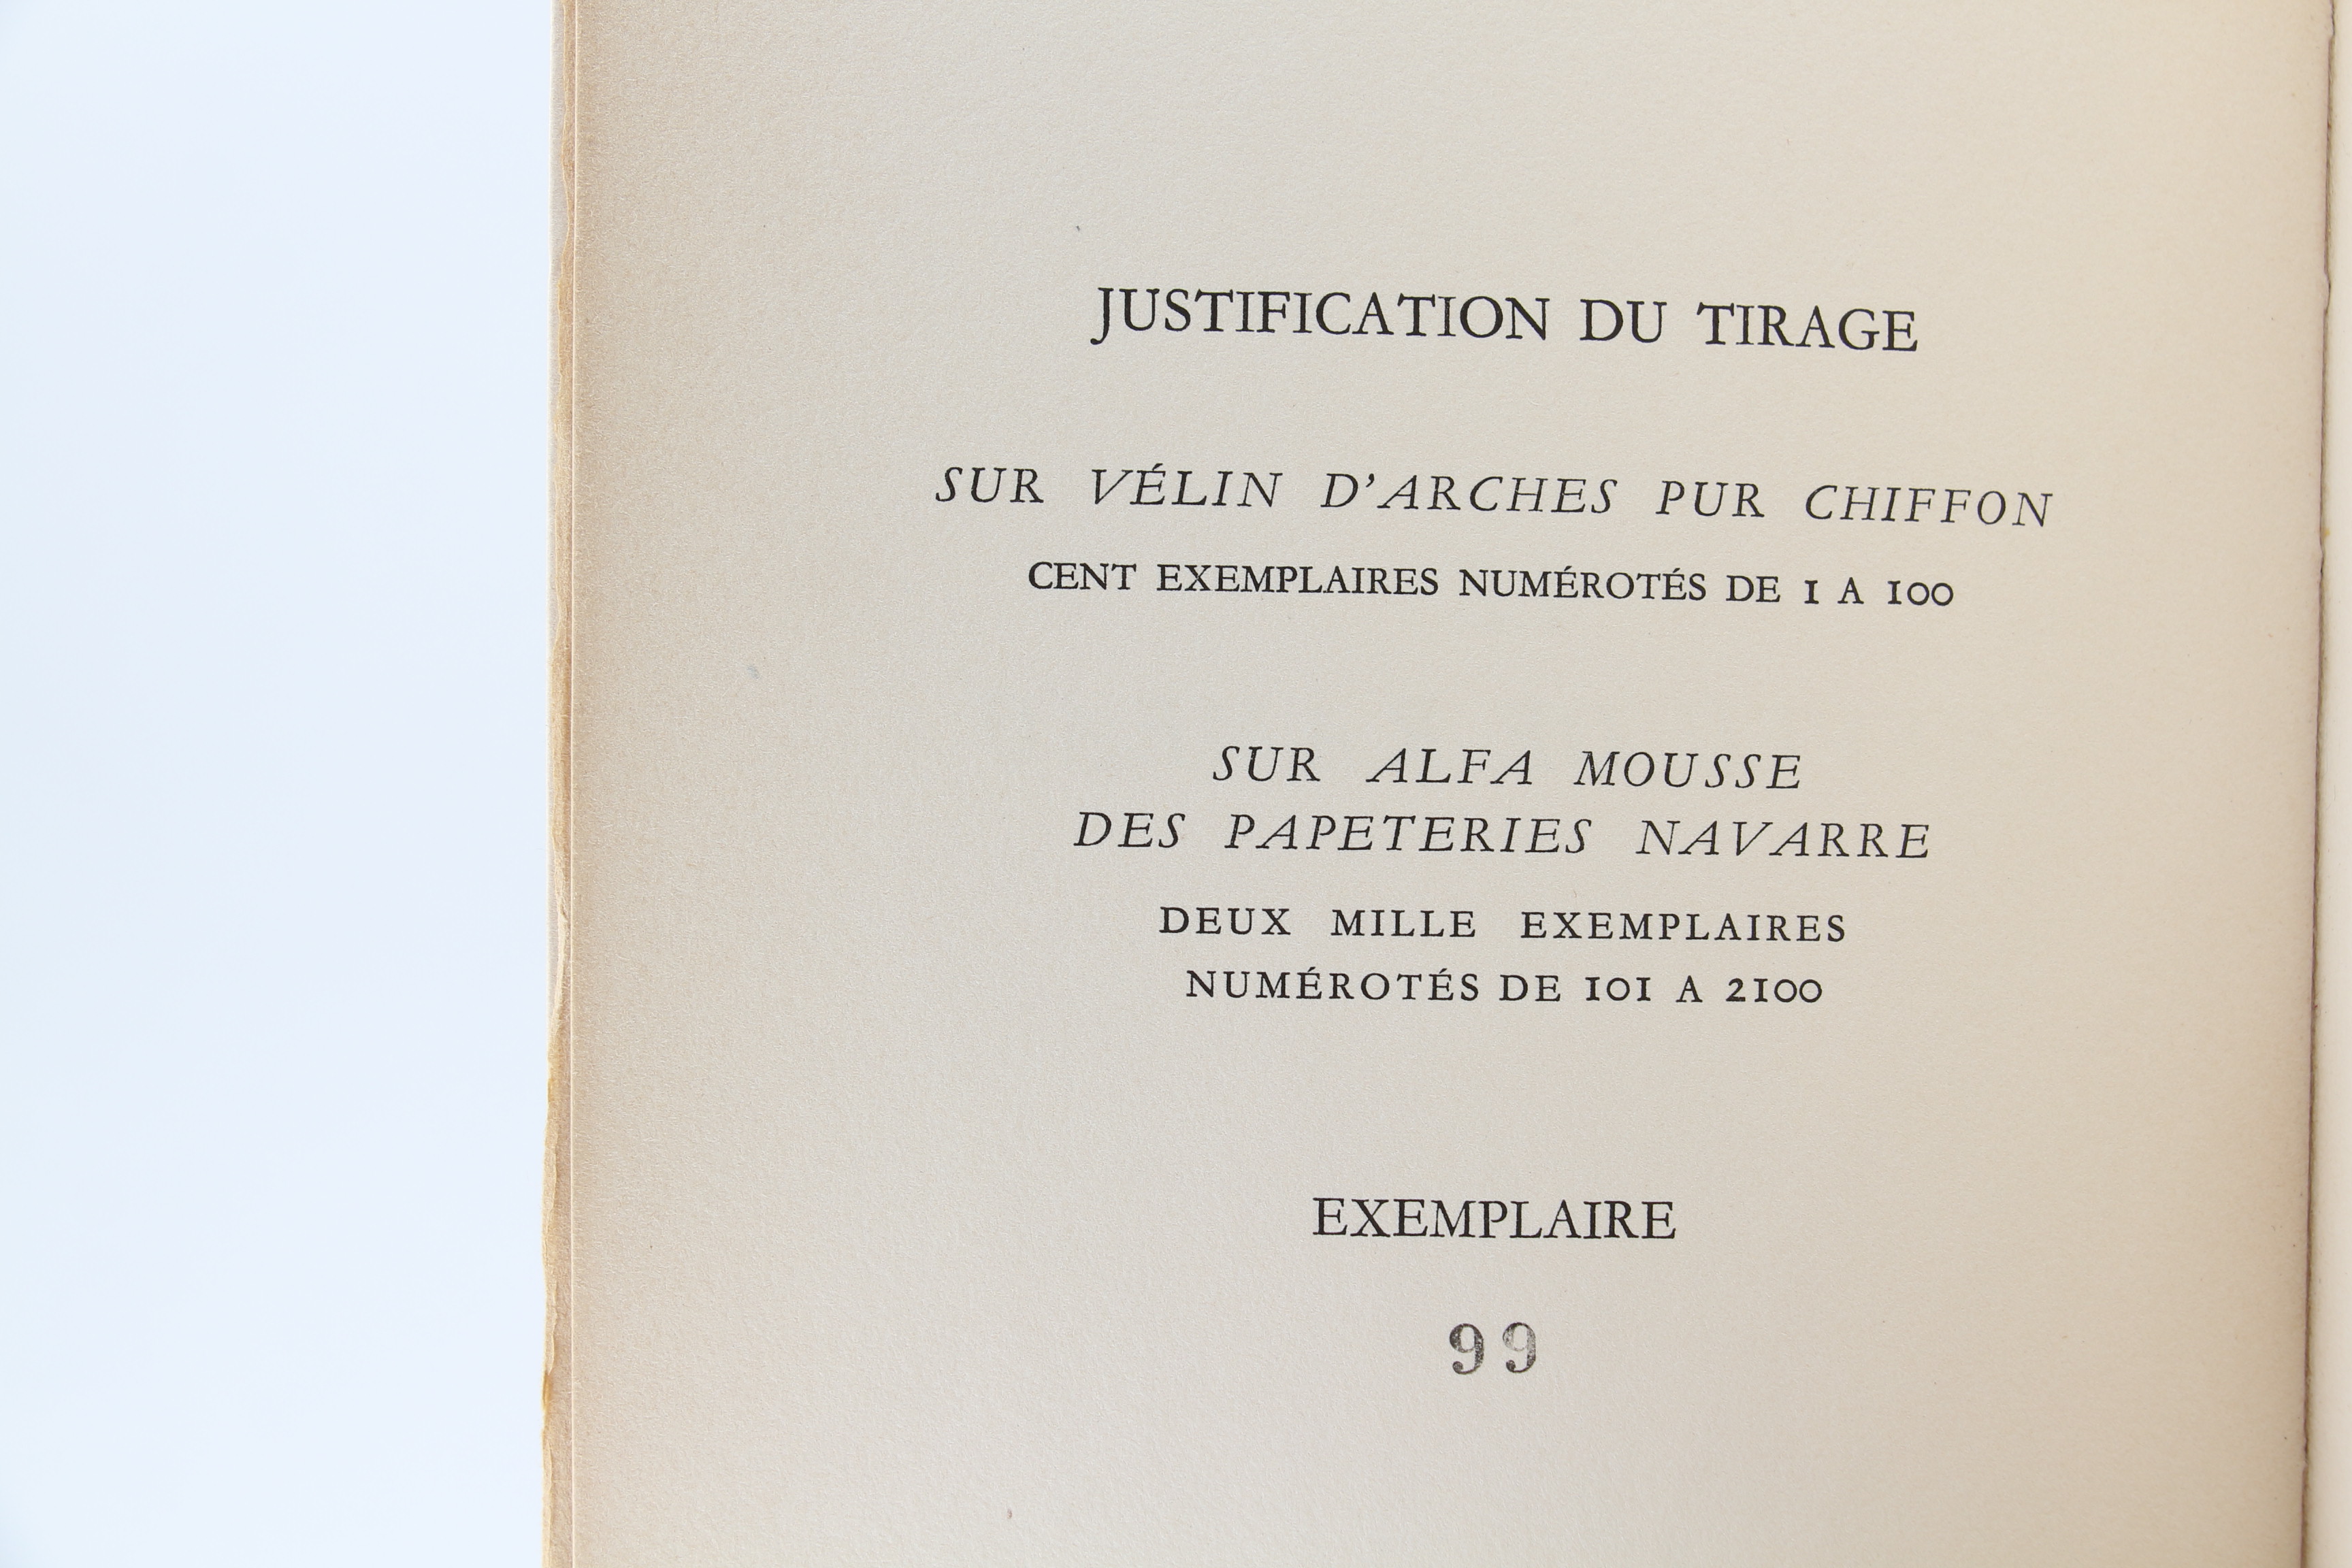 JUSTIFICATION DU TIRAGE
SUR VÉLIN D'ARCHES PUR CHIFFON
CENT EXEMPLAIRES NUMÉROTÉS DE 1 A 100
SUR ALFA MOUSSE
DES PAPETERIES NAVARRE
DEUX MILLE EXEMPLAIRES
NUMÉROTÉS DE 101 A 2100
EXEMPLAIRE
99